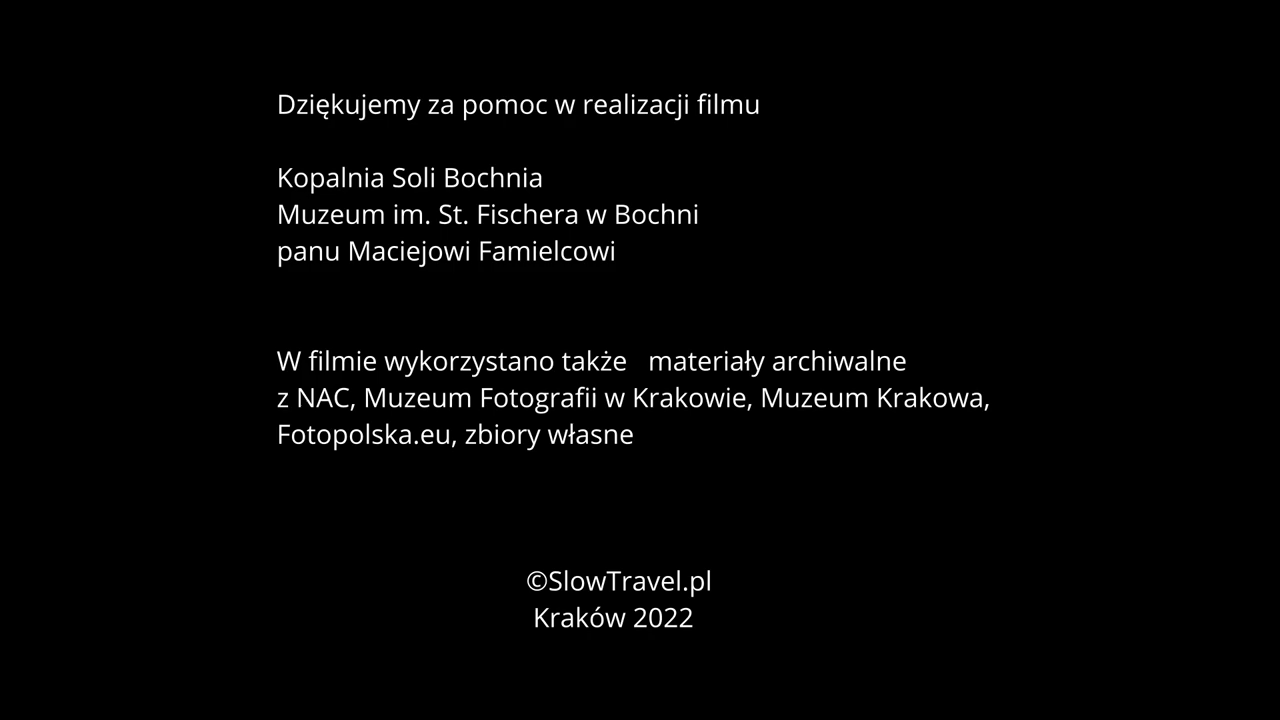 Dziękujemy za pomoc w realizacji filmu
Kopalnia Soli Bochnia
Muzeum im. St. Fischera w Bochni
panu Maciejowi Famielcowi
W filmie wykorzystano także materiały archiwalne
z NAC, Muzeum Fotografii w Krakowie, Muzeum Krakowa,
Fotopolska.eu, zbiory własne
©SlowTravel.pl
Kraków 2022